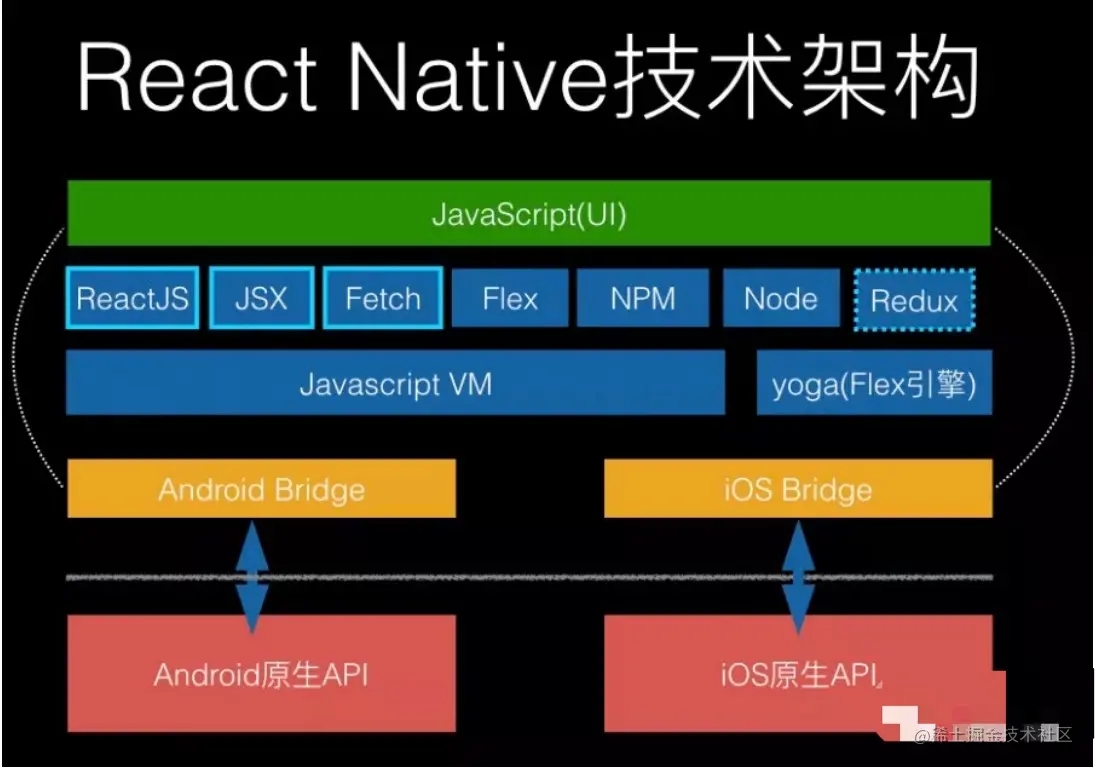 React Native技术架构
JavaScript(UI)
ReactJS JSX Fetch Flex NPM Node Redux
Javascript VM yoga(Flex引擎)
Android Bridge iOS Bridge
Android原生API iOS原生API
@稀土掘金技术社区